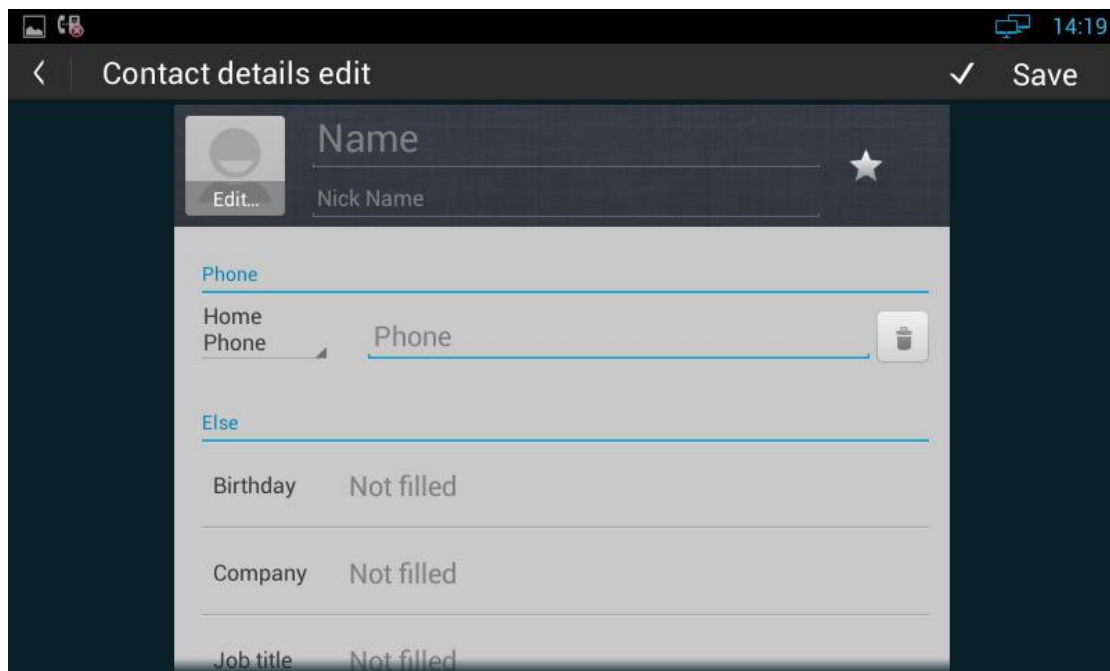 14:19
Contact details edit
Save
Name
Edit...
Nick Name
Phone
Home
Phone
Phone
Else
Birthday Not filled
Company Not filled
Job title Not filled